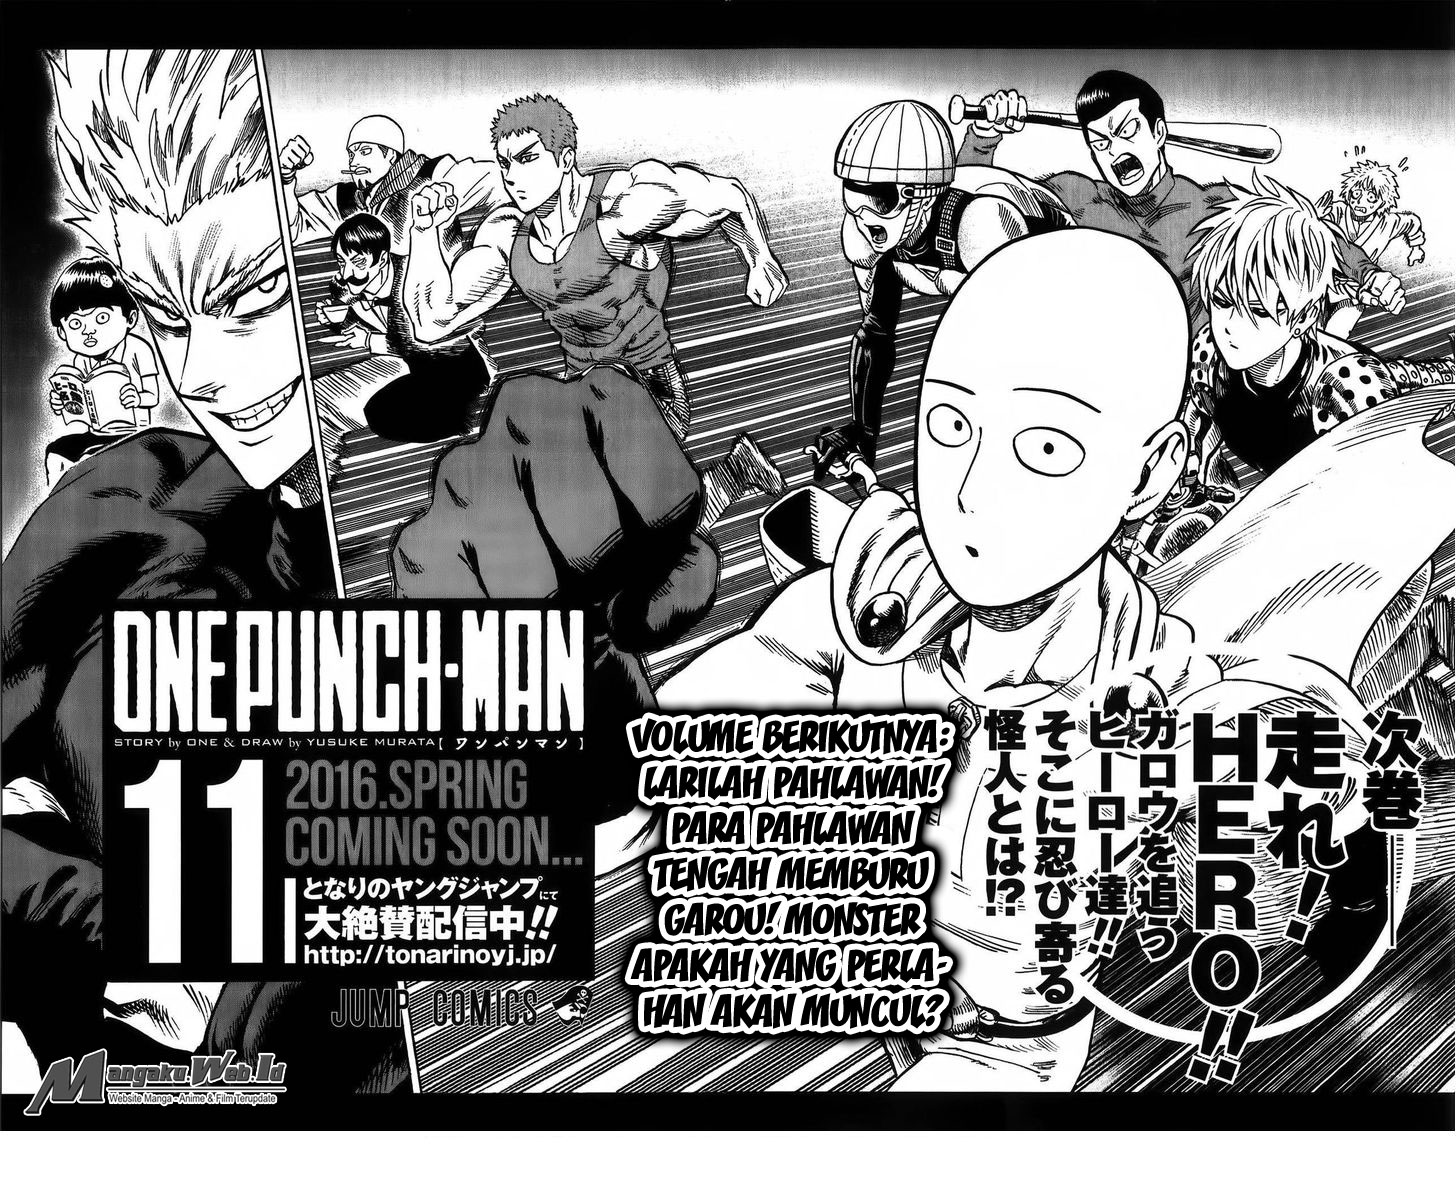 ONE PUNCH-MAN
STORY by ONE & DRAW by YUSUKE MURATA【ワンパンマン】
11
2016.SPRING
COMING SOON...
となりのヤングジャンプにて
大絶賛配信中!!
http://tonarinoyj.jp/
JUMP COMICS
VOLUME BERIKUTNYA:
LARILAH PAHLAWAN!
PARA PAHLAWAN
TENGAH MEMBURU
GAROU! MONSTER
APAKAH YANG PERLA-
HAN AKAN MUNCUL?
次巻
走れ!
HERO!!
ガロウを追う
ヒーロー達!!
そこに忍び寄る
怪人とは!?
Mangaku.Web.Id
Website Manga - Anime & Film Terupdate